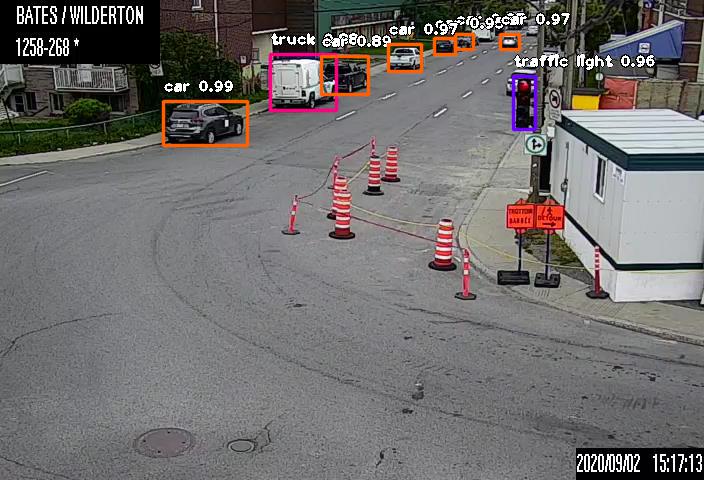 BATES / WILDERTON
1258-268 *
car 0.97
car 0.97
truck
car 0.89
traffic light 0.96
car 0.99
TROTTOIR
BARRÉ
DETOUR
2020/09/02 15:17:13